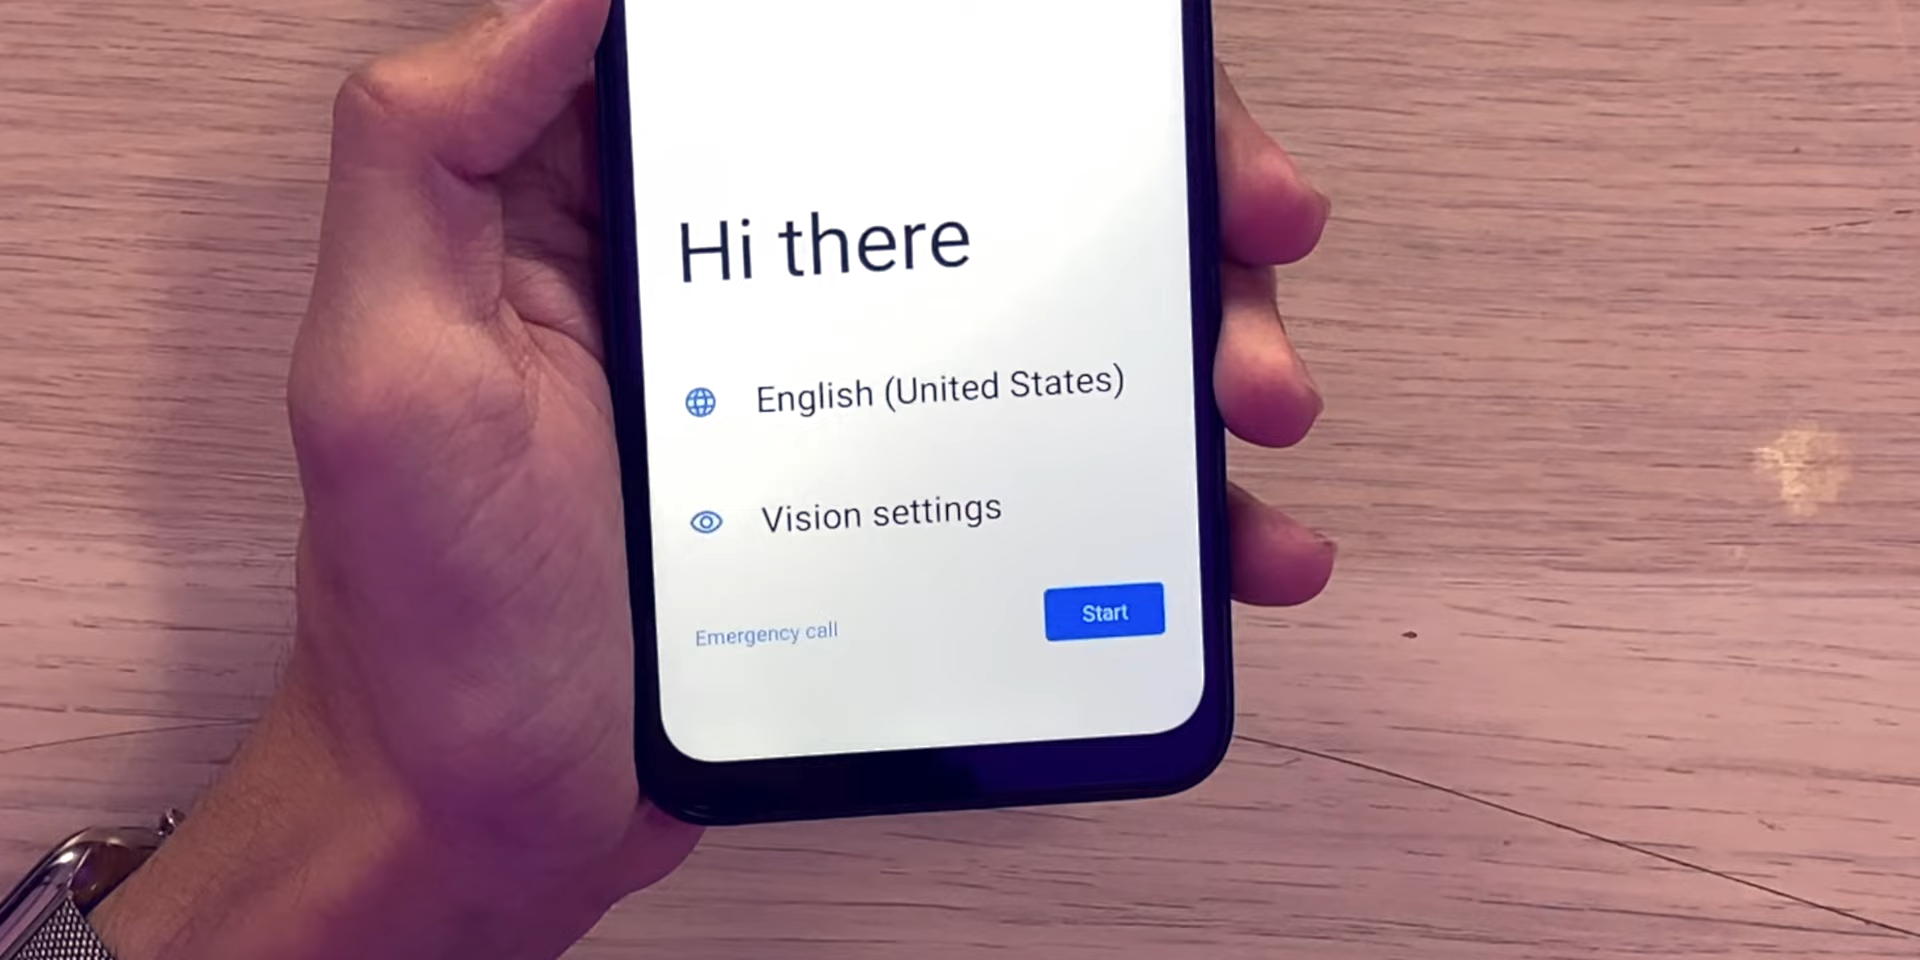 Hi there
English (United States)
Vision settings
Emergency call
Start